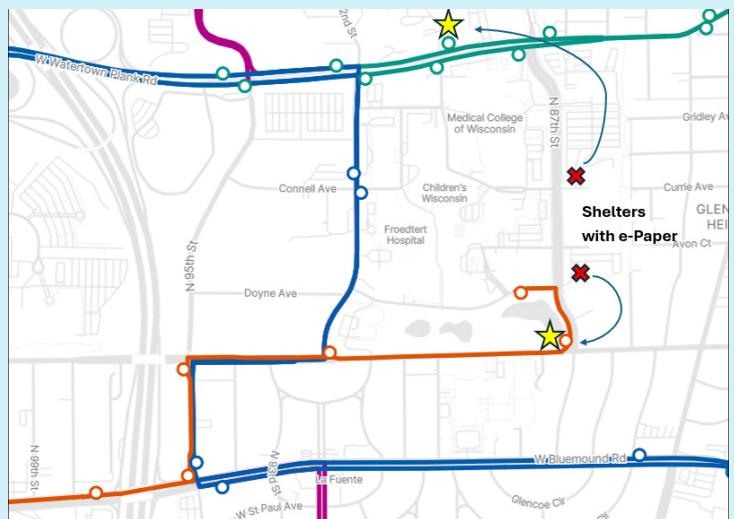 2nd St
W Watertown Plank Rd
N 87th St
Medical College
of Wisconsin
Gridley Av
Connell Ave
Children's
Wisconsin
Currie Ave
Shelters
with e-Paper
GLEN
HEI
Froedtert
Hospital
Avon Ct
N 95th St
Doyne Ave
N 99th St
N 93rd St
W Bluemound Rd
La Fuente
W St Paul Ave
Glencoe Cir
Cir